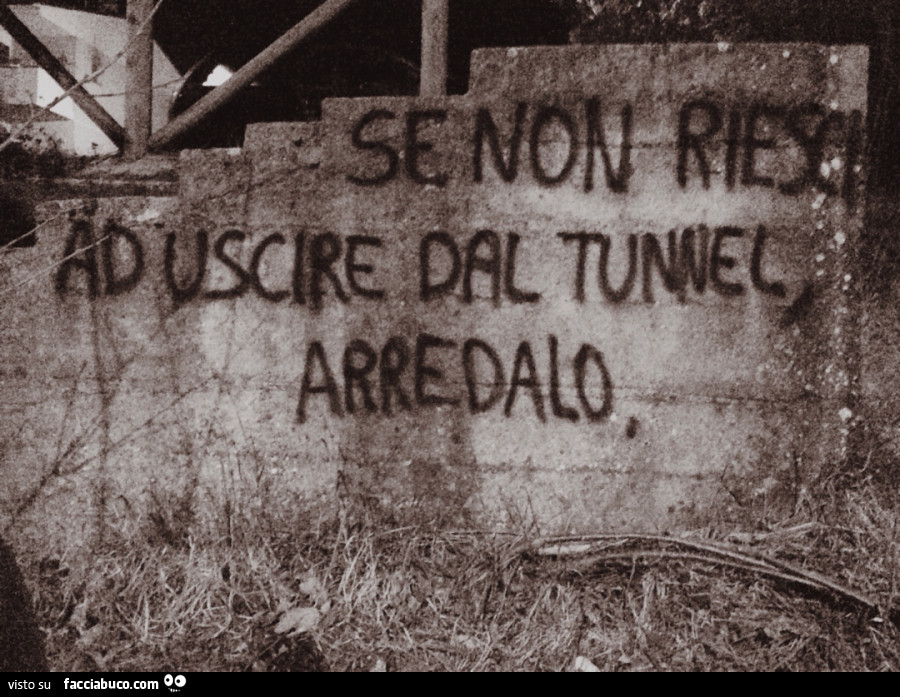 SE NON RIESCI
AD USCIRE DAL TUNNEL,
ARREDALO.
visto su facciabuco.com